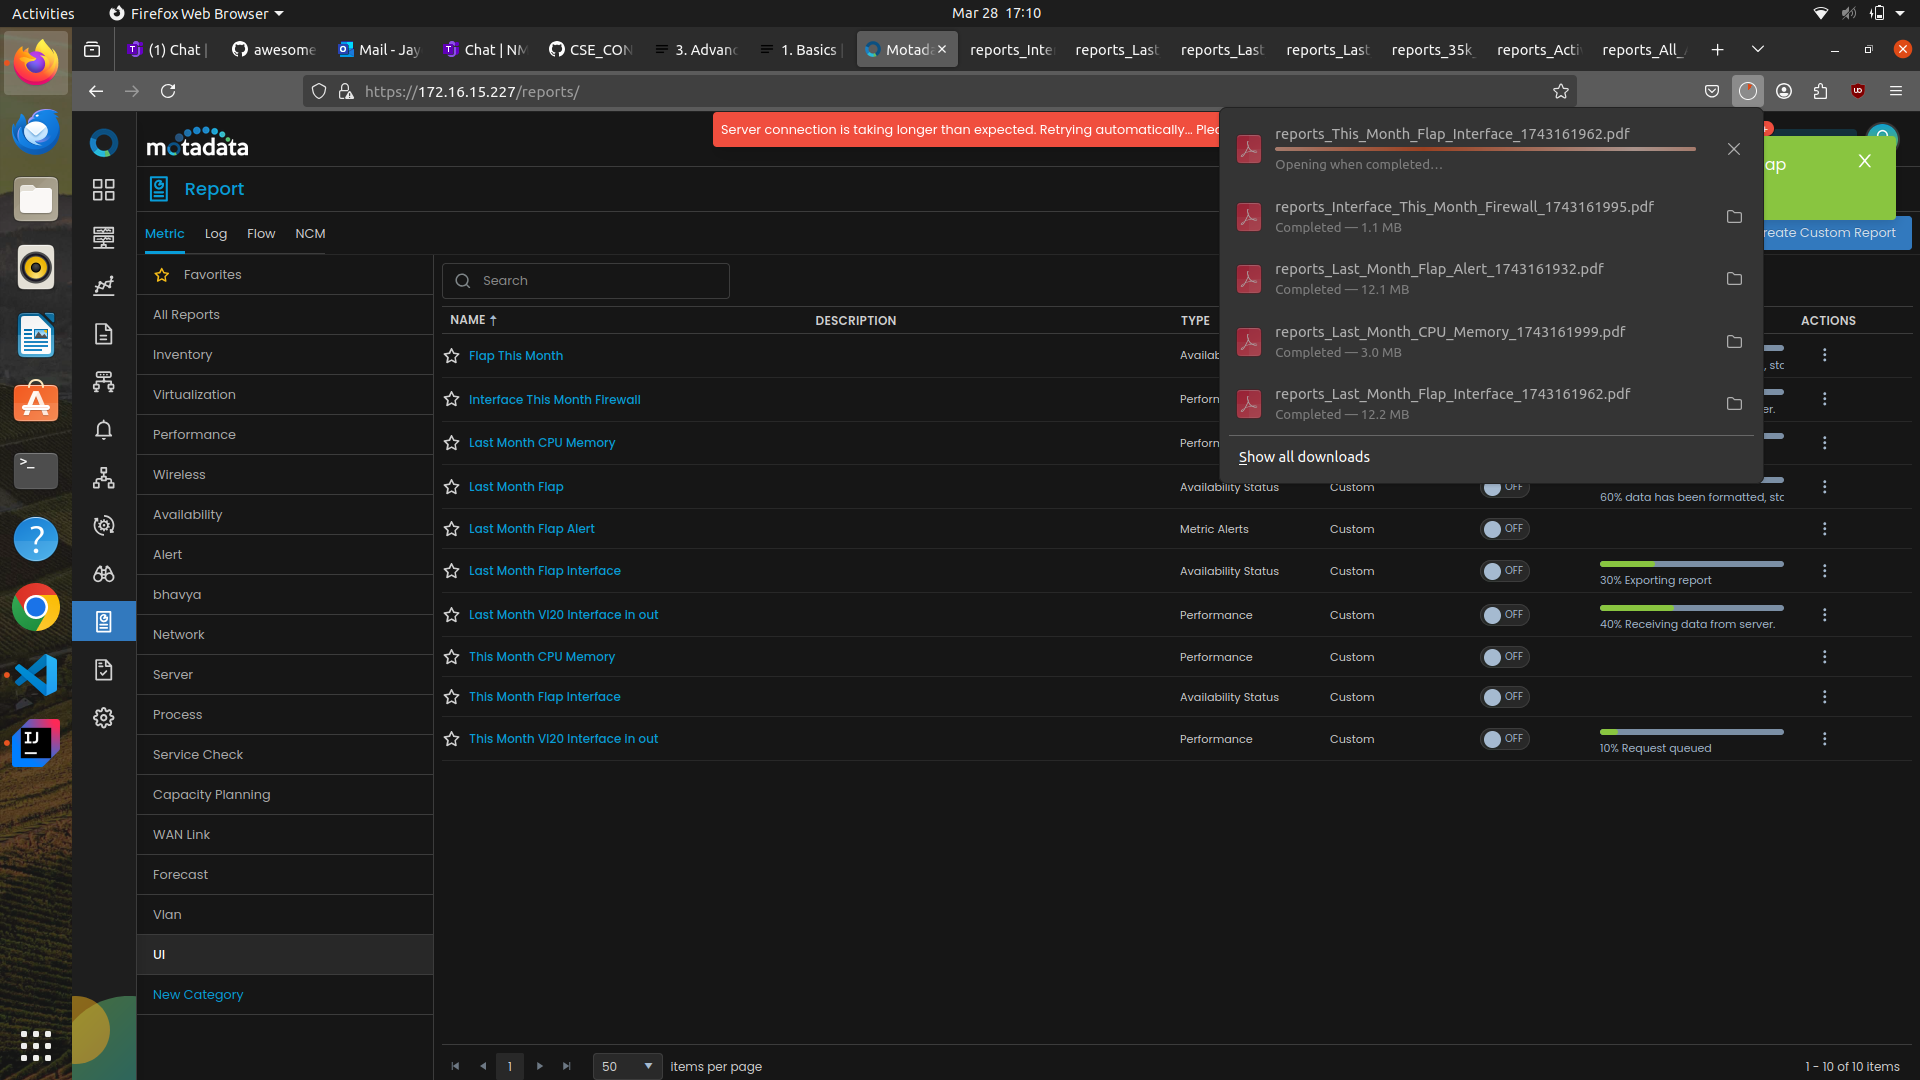 Activities
Firefox Web Browser
Mar 28 17:10
(1) Chat |
awesome
Mail - Jay
Chat | NM
CSE_CON
3. Advanc
1. Basics |
Motada
reports_Inte
reports_Last
reports_Last
reports_Last
reports_35k_
reports_Acti
reports_All_
https://172.16.15.227/reports/
motadata
Server connection is taking longer than expected. Retrying automatically... Plea
reports_This_Month_Flap_Interface_1743161962.pdf
Opening when completed...
reports_Interface_This_Month_Firewall_1743161995.pdf
Completed — 1.1 MB
reports_Last_Month_Flap_Alert_1743161932.pdf
Completed — 12.1 MB
reports_Last_Month_CPU_Memory_1743161999.pdf
Completed — 3.0 MB
reports_Last_Month_Flap_Interface_1743161962.pdf
Completed — 12.2 MB
Show all downloads
ap
Report
reate Custom Report
Metric
Log
Flow
NCM
Favorites
All Reports
Inventory
Virtualization
Performance
Wireless
Availability
Alert
bhavya
Network
Server
Process
Service Check
Capacity Planning
WAN Link
Forecast
Vlan
UI
New Category
Search
NAME ↑ DESCRIPTION TYPE ACTIONS
Flap This Month Availab , stc
Interface This Month Firewall Perforn er.
Last Month CPU Memory Perforn
Last Month Flap Availability Status Custom OFF 60% data has been formatted, stc
Last Month Flap Alert Metric Alerts Custom OFF
Last Month Flap Interface Availability Status Custom OFF 30% Exporting report
Last Month Vl20 Interface in out Performance Custom OFF 40% Receiving data from server.
This Month CPU Memory Performance Custom OFF
This Month Flap Interface Availability Status Custom OFF
This Month Vl20 Interface in out Performance Custom OFF 10% Request queued
1
50
items per page
1 - 10 of 10 items